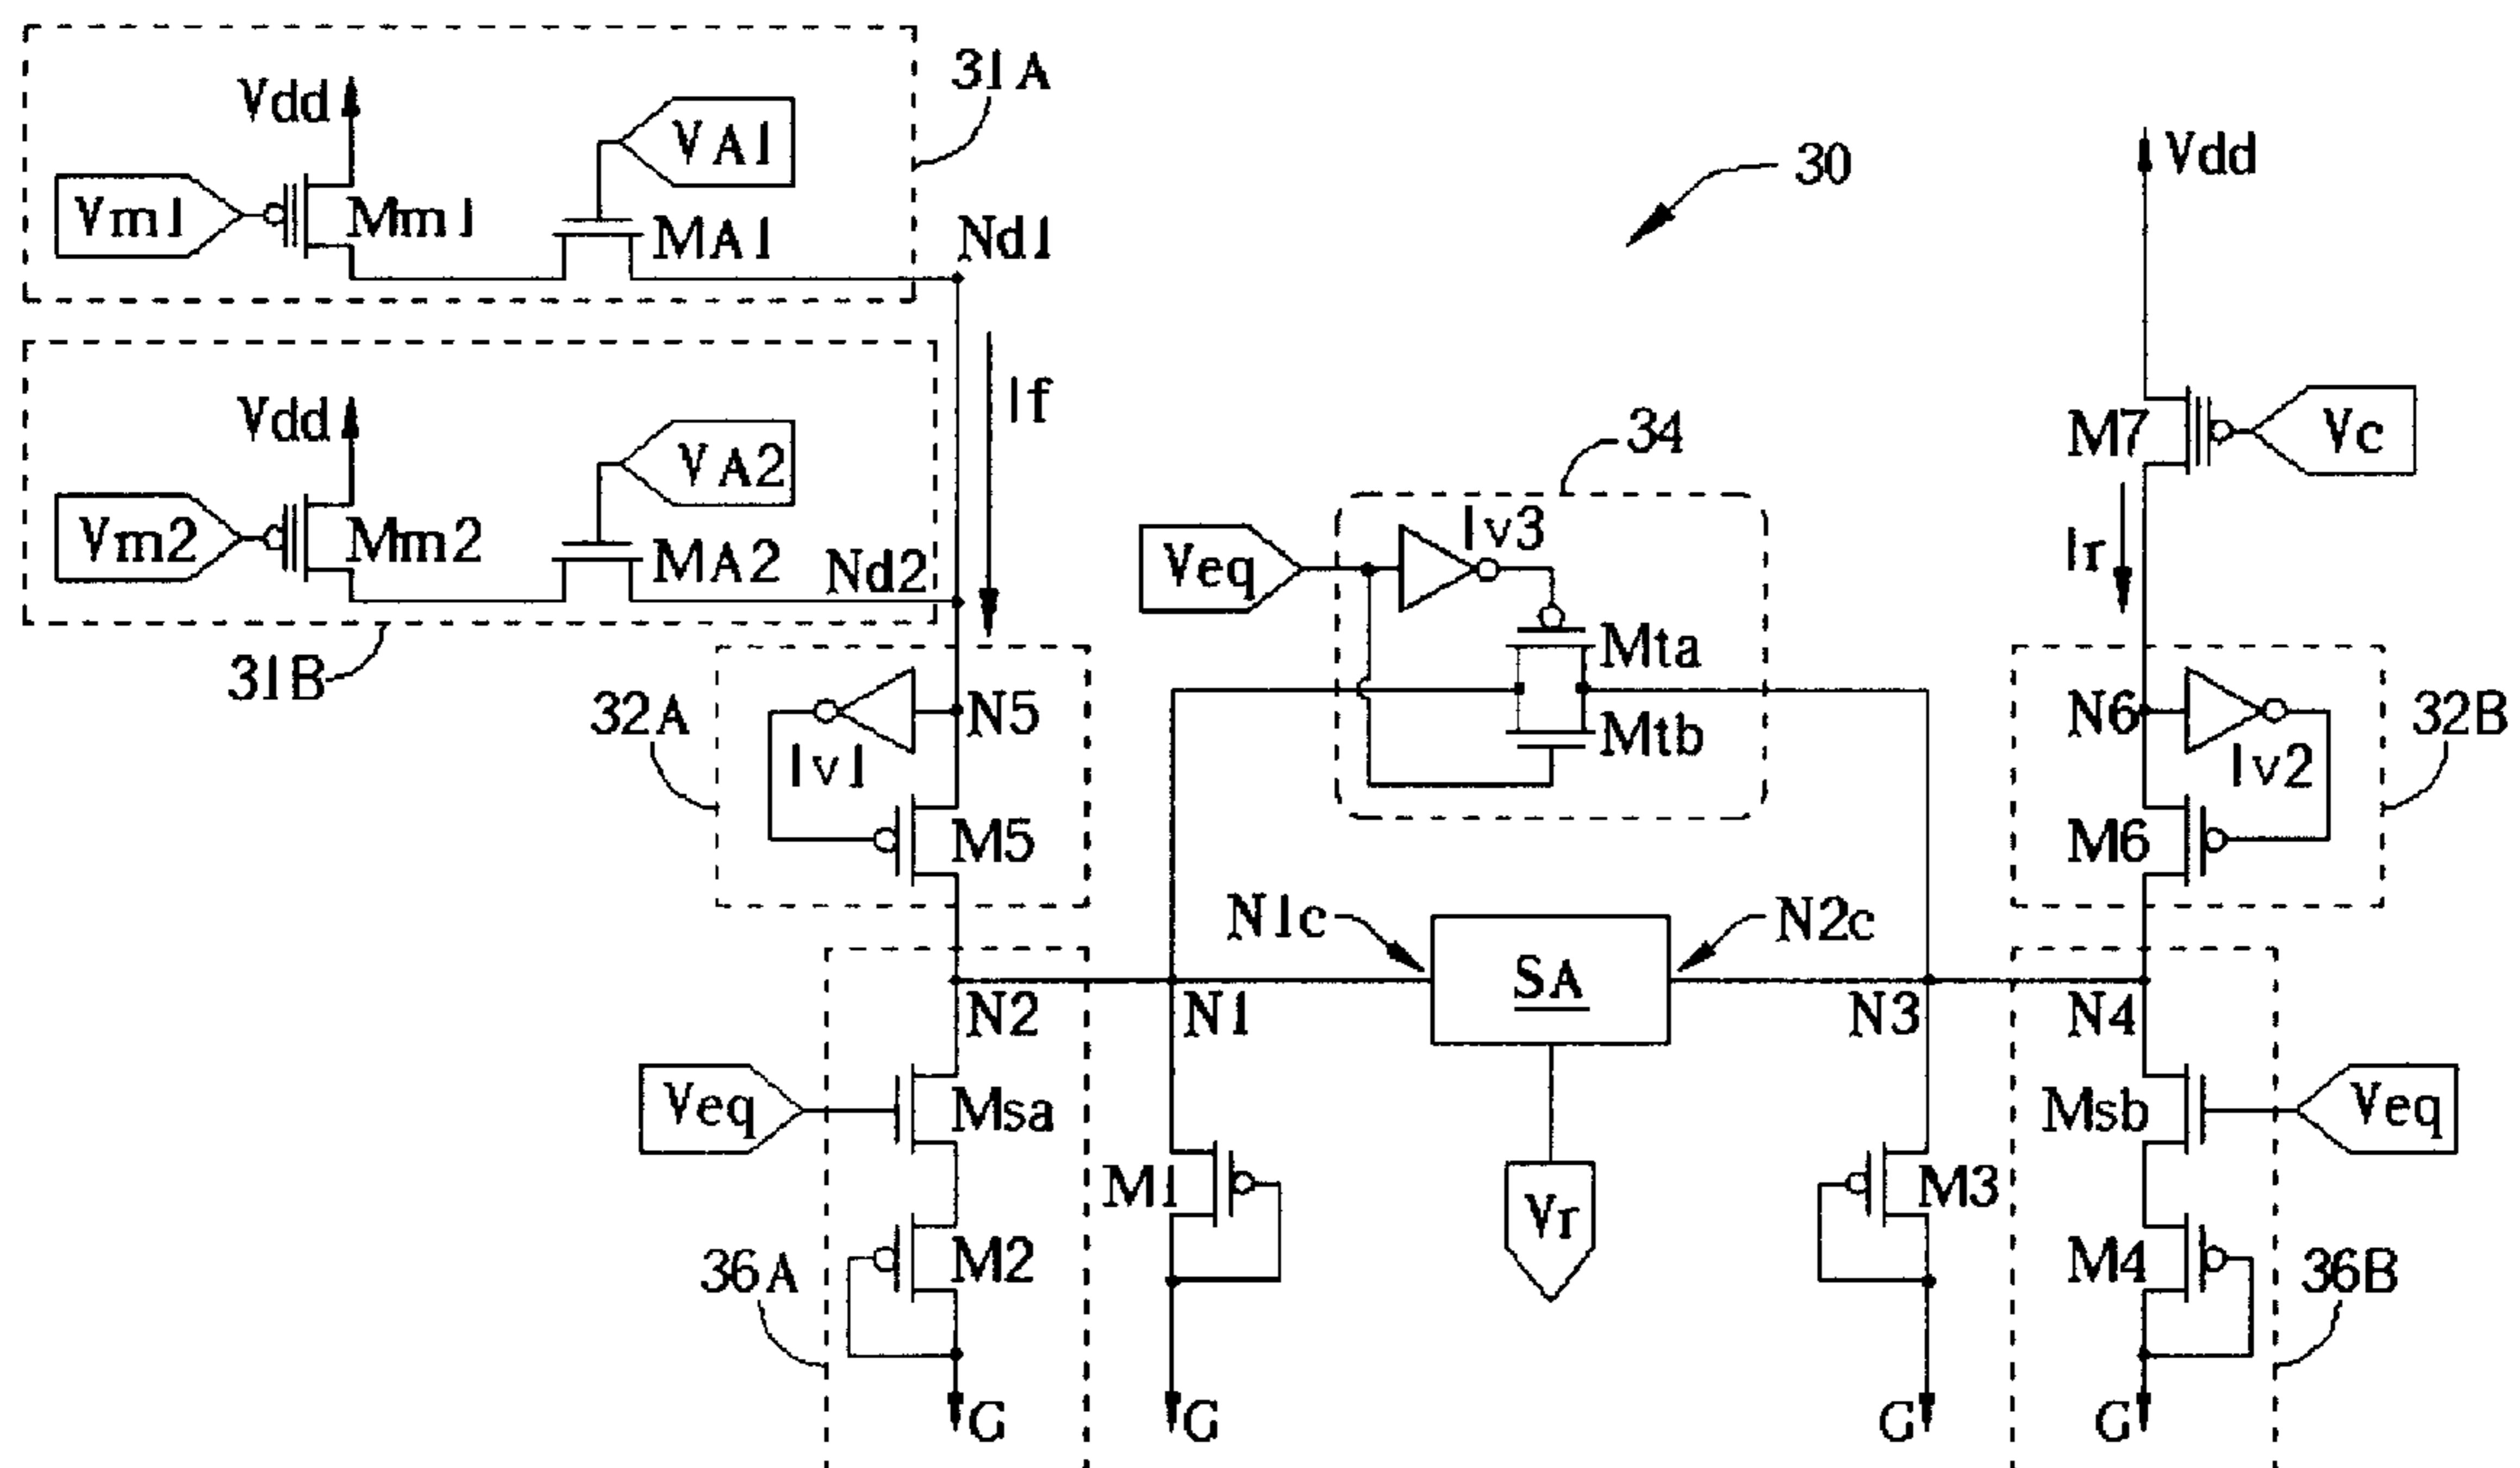 31A
Vdd
VA1
Vm1
Mm1
MA1
Nd1
30
Vdd
Vdd
VA2
If
Vm2
Mm2
MA2
Nd2
31B
34
M7
Vc
Veq
Iv3
Ir
Mta
Mtb
32A
N5
Iv1
M5
N6
Iv2
32B
M6
N1c
SA
N2c
N2
N1
N3
N4
Veq
Msa
Msb
Veq
M1
Vr
M3
36A
M2
M4
36B
G
G
G
G